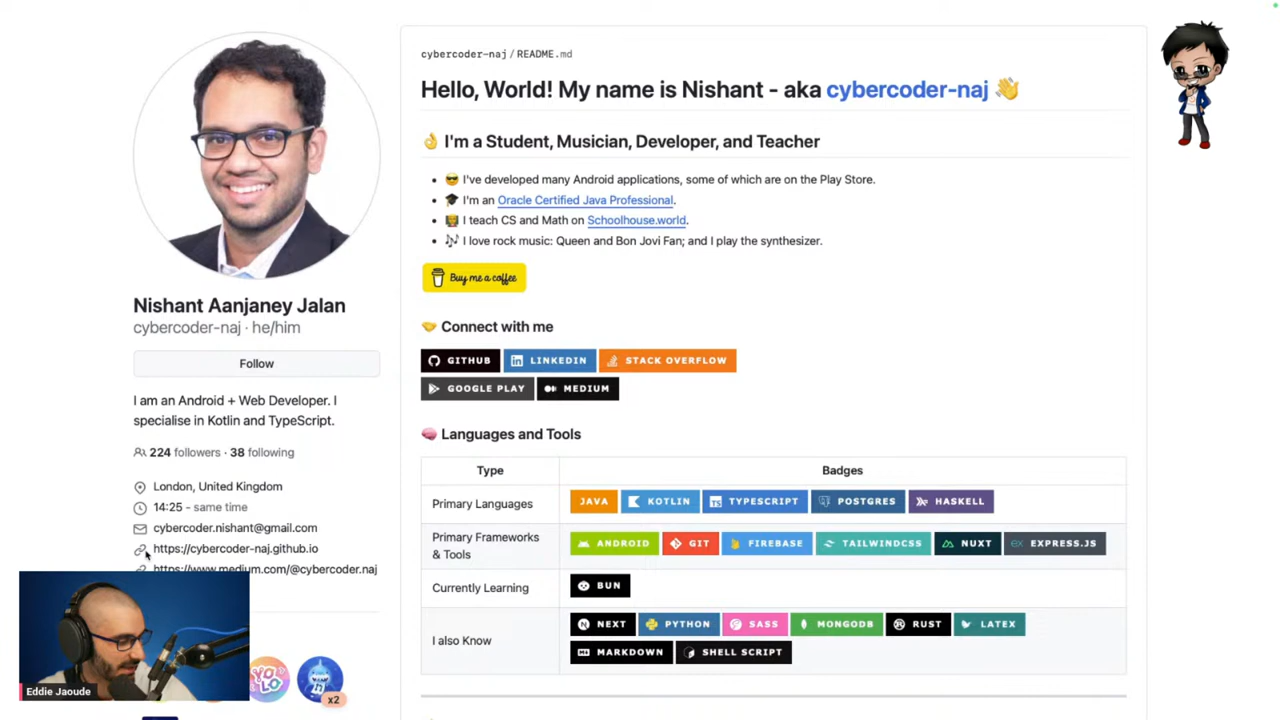 Nishant Aanjaney Jalan
cybercoder-naj · he/him
Follow
I am an Android + Web Developer. I
specialise in Kotlin and TypeScript.
224 followers · 38 following
London, United Kingdom
14:25 - same time
cybercoder.nishant@gmail.com
https://cybercoder-naj.github.io
https://www.medium.com/@cybercoder.naj
Eddie Jaoude
YOLO
x2
cybercoder-naj / README.md
Hello, World! My name is Nishant - aka cybercoder-naj 👋
👌 I'm a Student, Musician, Developer, and Teacher
• 😎 I've developed many Android applications, some of which are on the Play Store.
• 🎓 I'm an Oracle Certified Java Professional.
• 👨‍🏫 I teach CS and Math on Schoolhouse.world.
• 🎶 I love rock music: Queen and Bon Jovi Fan; and I play the synthesizer.
Buy me a coffee
🤝 Connect with me
GITHUB LINKEDIN STACK OVERFLOW
GOOGLE PLAY MEDIUM
🧠 Languages and Tools
Type Badges
Primary Languages JAVA KOTLIN TYPESCRIPT POSTGRES HASKELL
Primary Frameworks
& Tools ANDROID GIT FIREBASE TAILWINDCSS NUXT EXPRESS.JS
Currently Learning BUN
I also Know NEXT PYTHON SASS MONGODB RUST LATEX
MARKDOWN SHELL SCRIPT